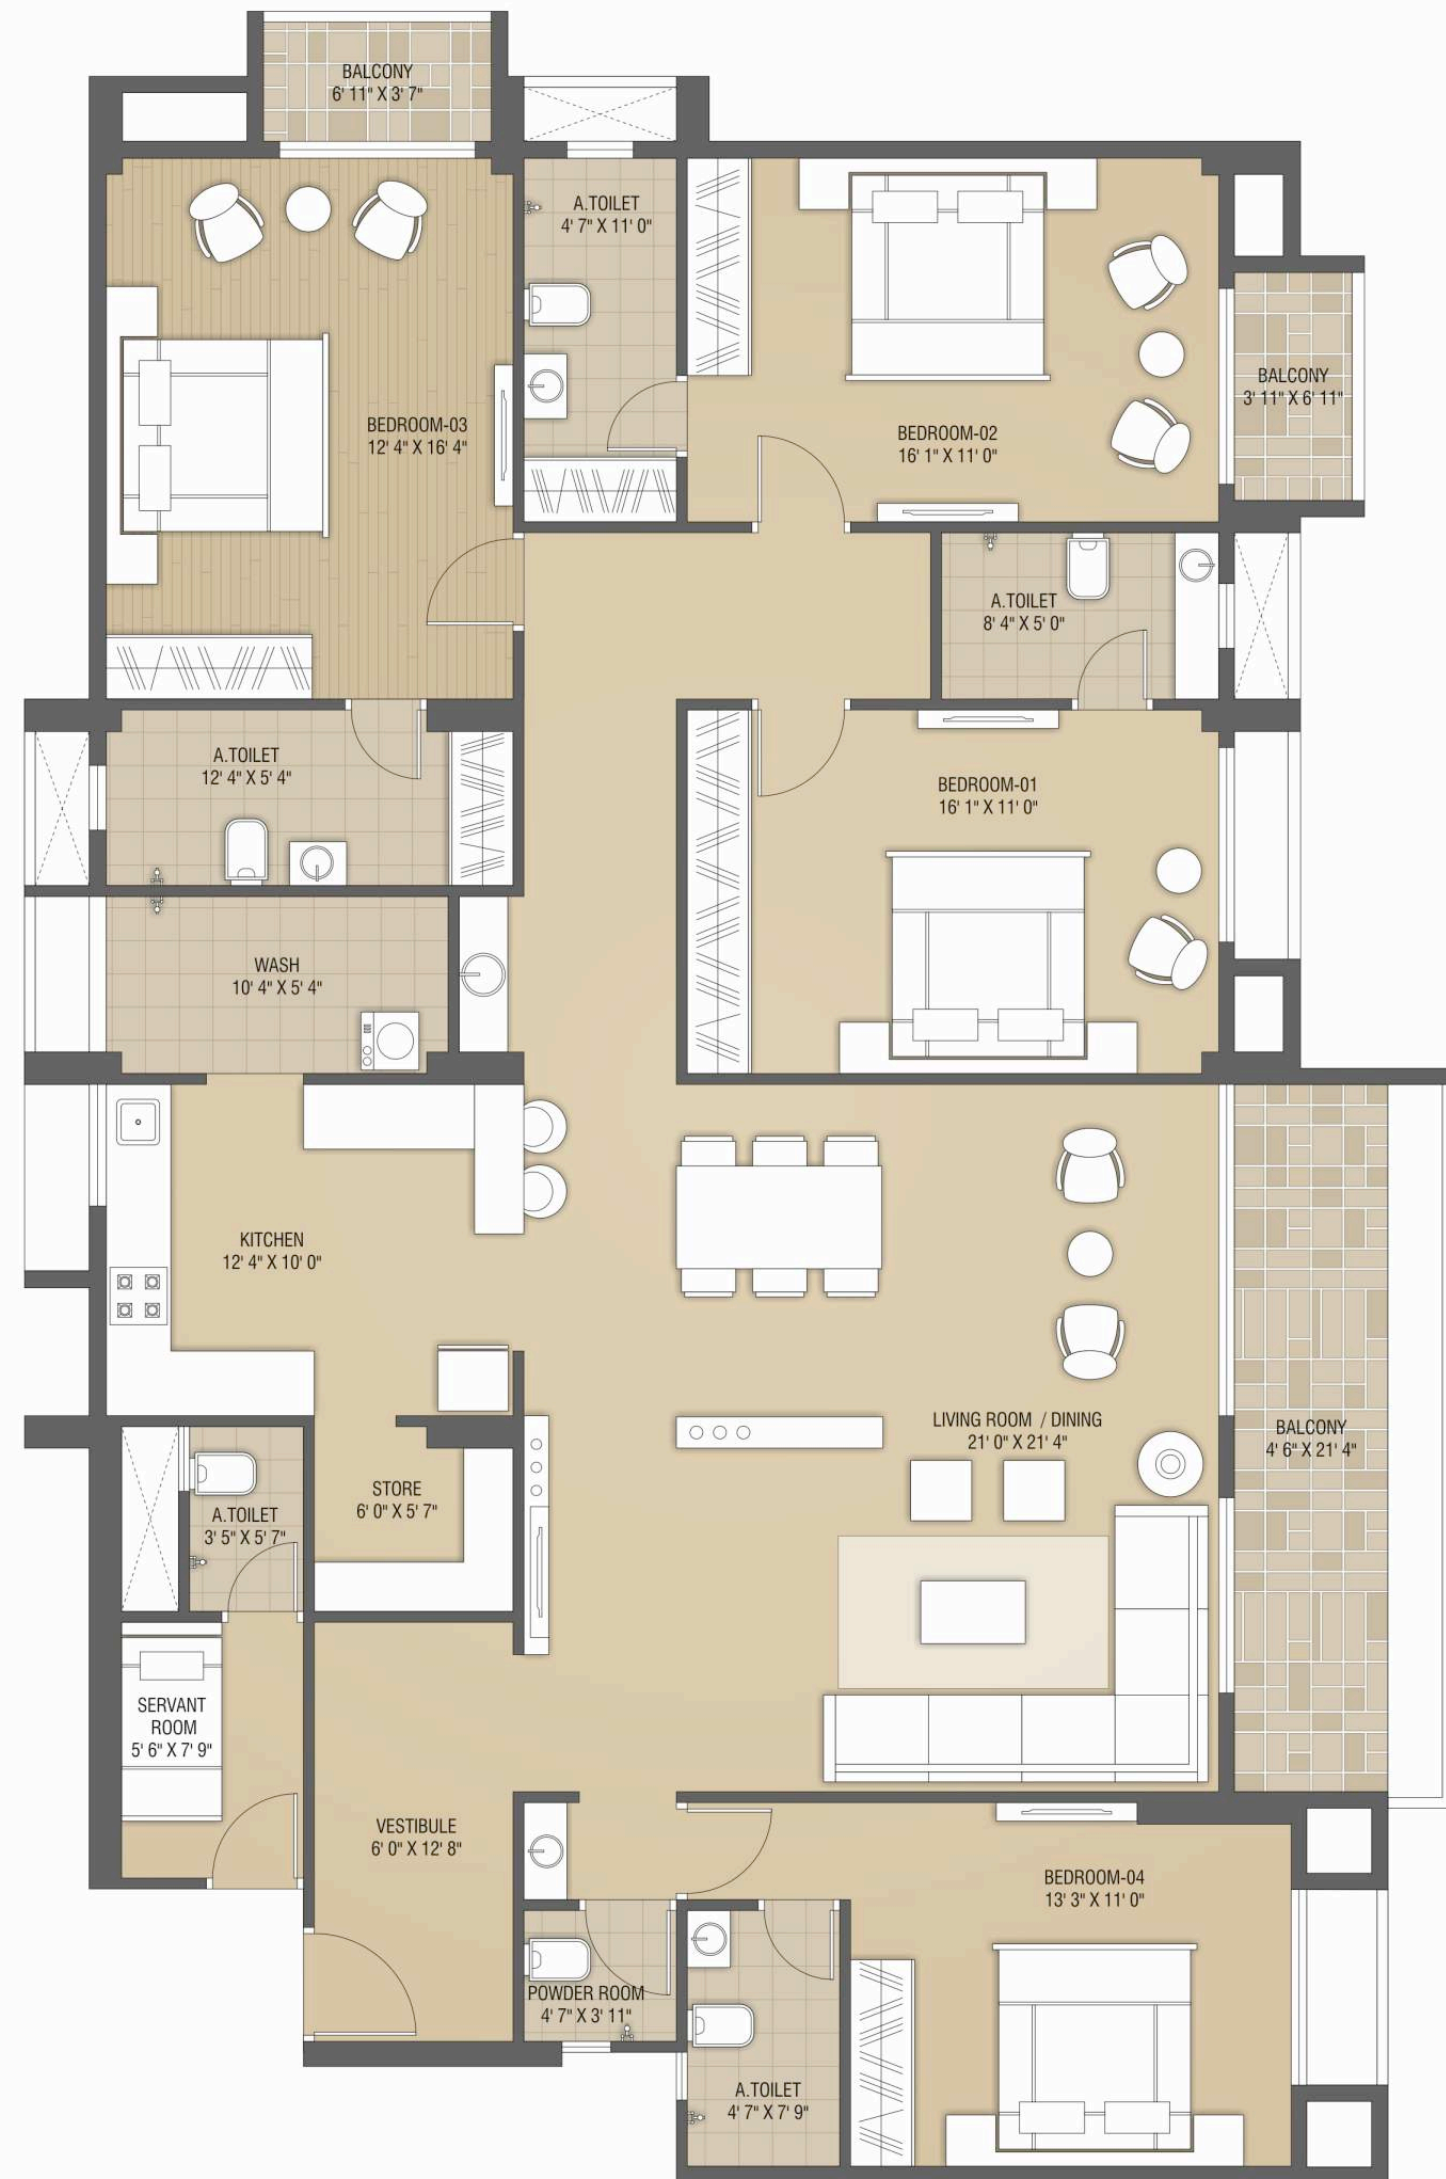 BALCONY
6' 11" X 3' 7"
A.TOILET
4' 7" X 11' 0"
BEDROOM-03
12' 4" X 16' 4"
BEDROOM-02
16' 1" X 11' 0"
BALCONY
3' 11" X 6' 11"
A.TOILET
8' 4" X 5' 0"
A.TOILET
12' 4" X 5' 4"
BEDROOM-01
16' 1" X 11' 0"
WASH
10' 4" X 5' 4"
KITCHEN
12' 4" X 10' 0"
LIVING ROOM / DINING
21' 0" X 21' 4"
BALCONY
4' 6" X 21' 4"
STORE
6' 0" X 5' 7"
A.TOILET
3' 5" X 5' 7"
SERVANT
ROOM
5' 6" X 7' 9"
VESTIBULE
6' 0" X 12' 8"
BEDROOM-04
13' 3" X 11' 0"
POWDER ROOM
4' 7" X 3' 11"
A.TOILET
4' 7" X 7' 9"